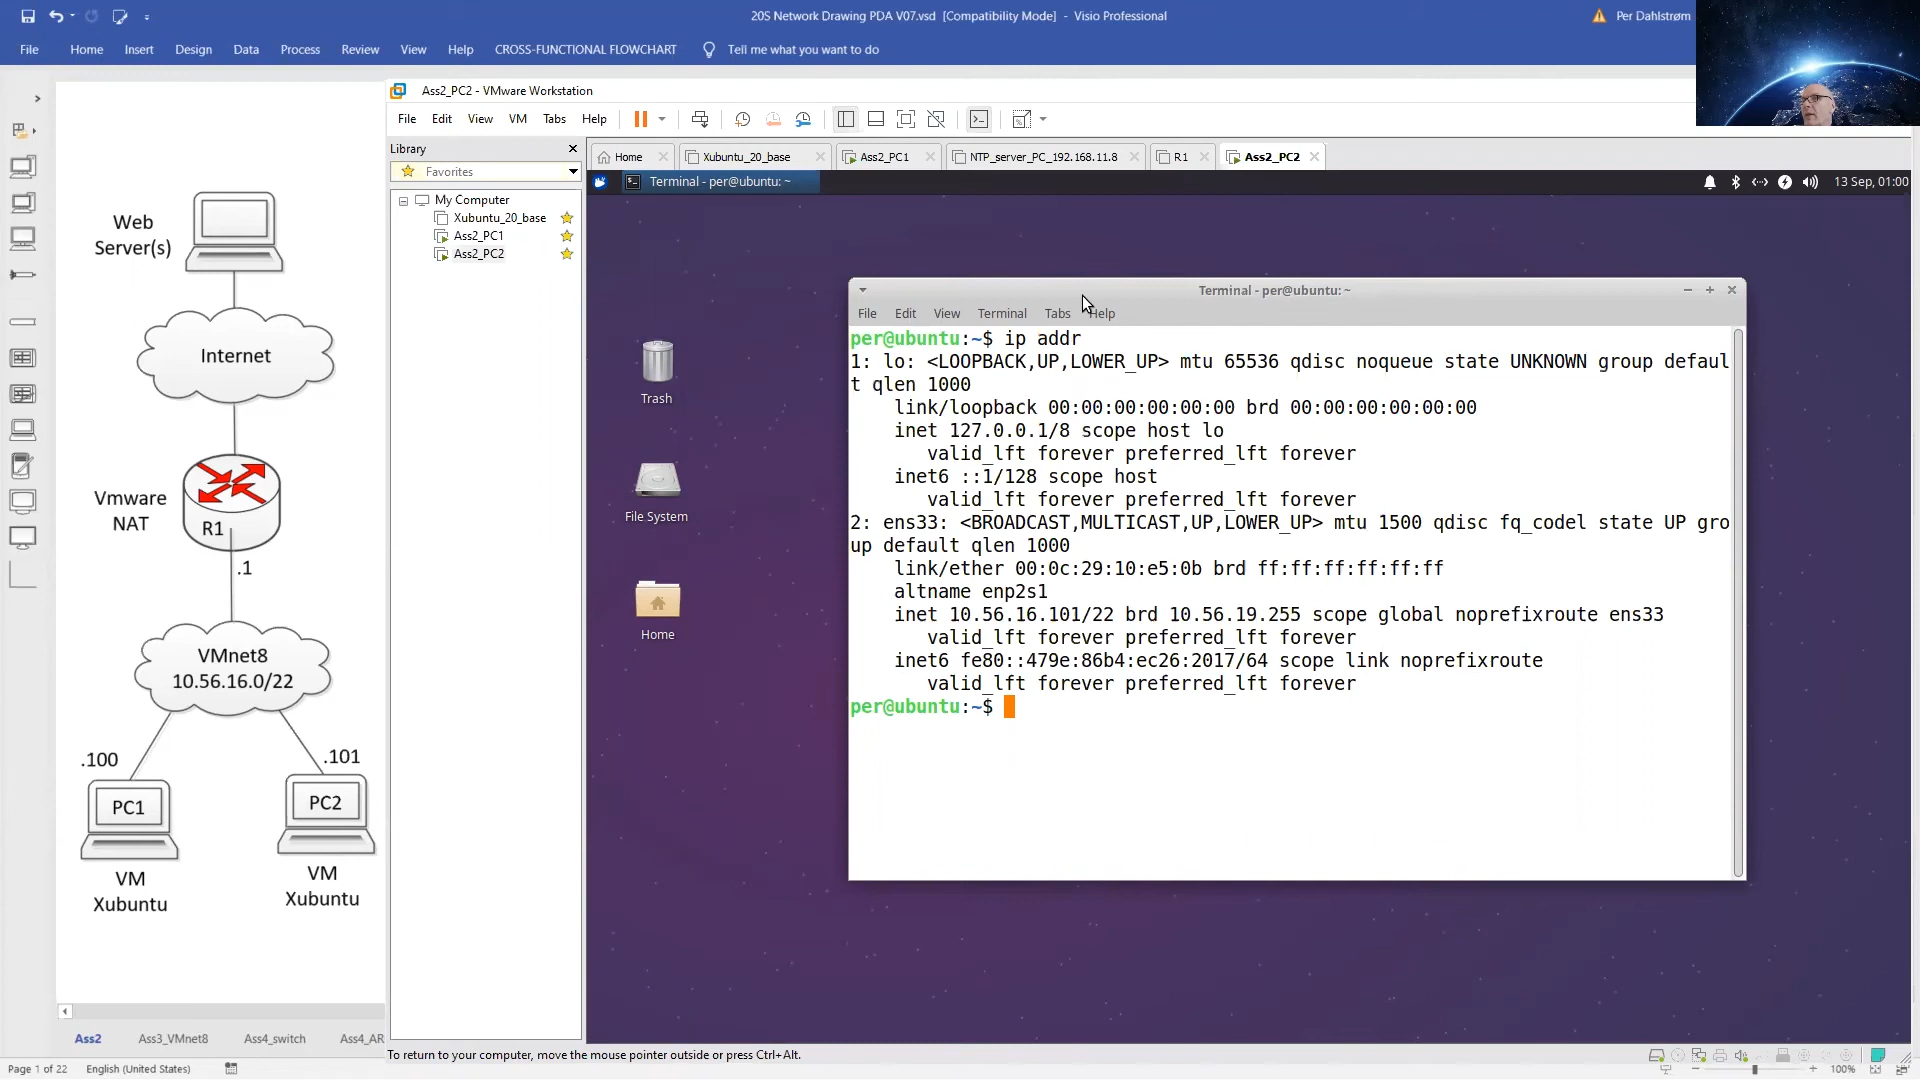 20S Network Drawing PDA V07.vsd [Compatibility Mode] - Visio Professional
Per Dahlstrøm
File Home Insert Design Data Process Review View Help CROSS-FUNCTIONAL FLOWCHART Tell me what you want to do
Web
Server(s)
Internet
Vmware
NAT
R1
.1
VMnet8
10.56.16.0/22
.100
.101
PC1
PC2
VM
Xubuntu
VM
Xubuntu
Ass2 Ass3_VMnet8 Ass4_switch Ass4_AR
Page 1 of 22 English (United States)
100%
Ass2_PC2 - VMware Workstation
File Edit View VM Tabs Help
Library
Favorites
My Computer
Xubuntu_20_base
Ass2_PC1
Ass2_PC2
Home Xubuntu_20_base Ass2_PC1 NTP_server_PC_192.168.11.8 R1 Ass2_PC2
Terminal - per@ubuntu: ~
13 Sep, 01:00
Trash
File System
Home
Terminal - per@ubuntu: ~
File Edit View Terminal Tabs Help
per@ubuntu:~$ ip addr
1: lo: <LOOPBACK,UP,LOWER_UP> mtu 65536 qdisc noqueue state UNKNOWN group defaul
t qlen 1000
link/loopback 00:00:00:00:00:00 brd 00:00:00:00:00:00
inet 127.0.0.1/8 scope host lo
valid_lft forever preferred_lft forever
inet6 ::1/128 scope host
valid_lft forever preferred_lft forever
2: ens33: <BROADCAST,MULTICAST,UP,LOWER_UP> mtu 1500 qdisc fq_codel state UP gro
up default qlen 1000
link/ether 00:0c:29:10:e5:0b brd ff:ff:ff:ff:ff:ff
altname enp2s1
inet 10.56.16.101/22 brd 10.56.19.255 scope global noprefixroute ens33
valid_lft forever preferred_lft forever
inet6 fe80::479e:86b4:ec26:2017/64 scope link noprefixroute
valid_lft forever preferred_lft forever
per@ubuntu:~$
To return to your computer, move the mouse pointer outside or press Ctrl+Alt.